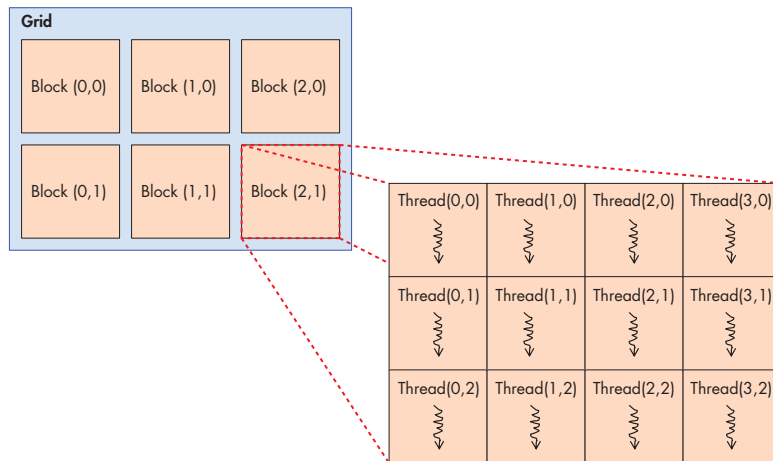 Grid
Block (0,0) Block (1,0) Block (2,0)
Block (0,1) Block (1,1) Block (2,1)
Thread(0,0) Thread(1,0) Thread(2,0) Thread(3,0)
Thread(0,1) Thread(1,1) Thread(2,1) Thread(3,1)
Thread(0,2) Thread(1,2) Thread(2,2) Thread(3,2)